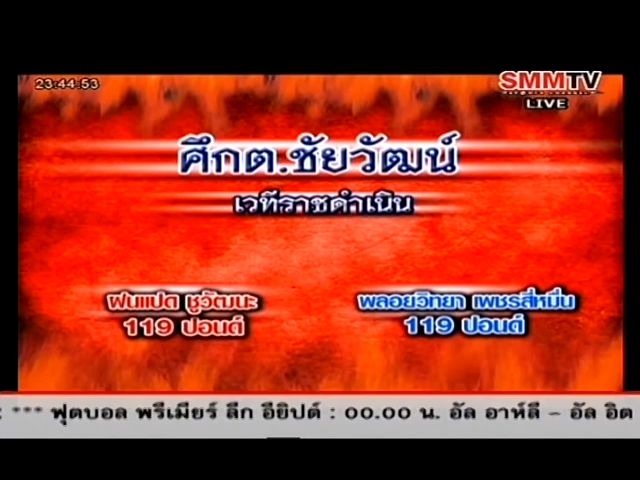 23:44:53
SMMTV
LIVE
ศึกต.ชัยวัฒน์
เวทีราชดำเนิน
ฝนแปด ชูวัฒนะ
พลอยวิทยา เพชรสี่หมื่น
119 ปอนด์
119 ปอนด์
: *** ฟุตบอล พรีเมียร์ ลีก อียิปต์ : 00.00 น. อัล อาห์ลี - อัล อิต